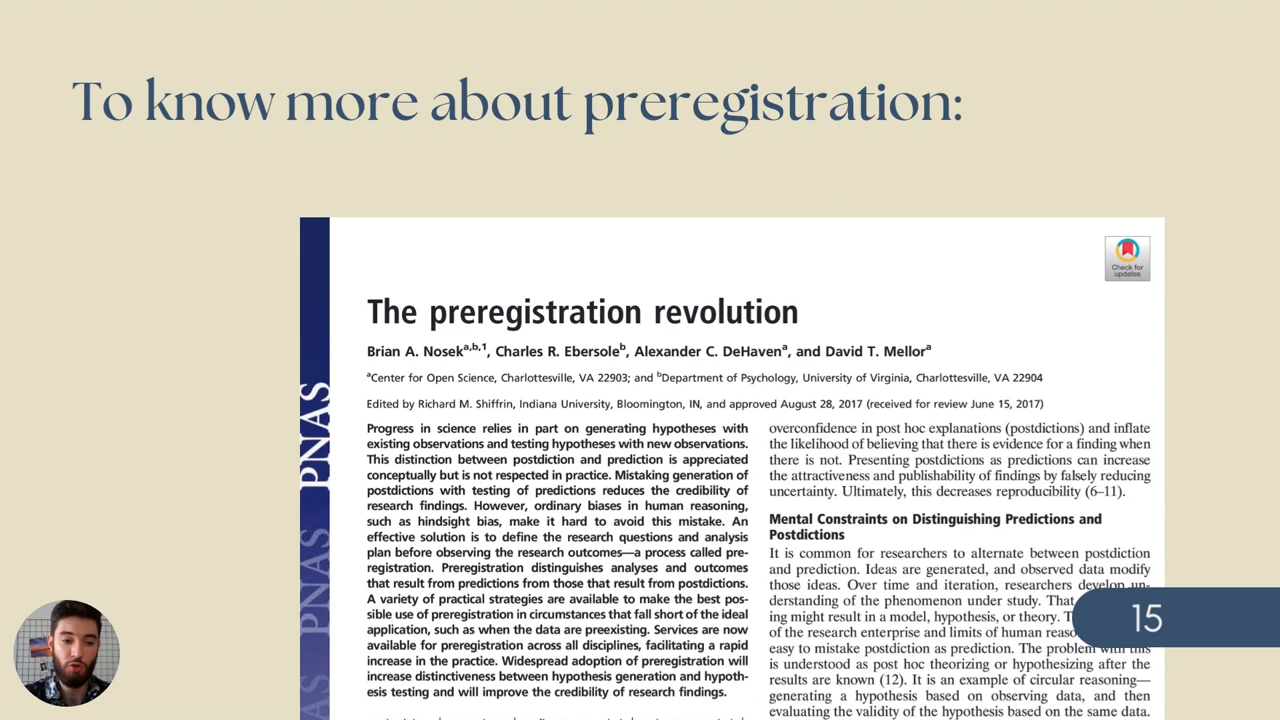 To know more about preregistration:
Check for
updates
The preregistration revolution
Brian A. Nosek^a,b,1, Charles R. Ebersole^b, Alexander C. DeHaven^a, and David T. Mellor^a
^aCenter for Open Science, Charlottesville, VA 22903; and ^bDepartment of Psychology, University of Virginia, Charlottesville, VA 22904
Edited by Richard M. Shiffrin, Indiana University, Bloomington, IN, and approved August 28, 2017 (received for review June 15, 2017)
PNAS
PNAS
Progress in science relies in part on generating hypotheses with
existing observations and testing hypotheses with new observations.
This distinction between postdiction and prediction is appreciated
conceptually but is not respected in practice. Mistaking generation of
postdictions with testing of predictions reduces the credibility of
research findings. However, ordinary biases in human reasoning,
such as hindsight bias, make it hard to avoid this mistake. An
effective solution is to define the research questions and analysis
plan before observing the research outcomes—a process called pre-
registration. Preregistration distinguishes analyses and outcomes
that result from predictions from those that result from postdictions.
A variety of practical strategies are available to make the best pos-
sible use of preregistration in circumstances that fall short of the ideal
application, such as when the data are preexisting. Services are now
available for preregistration across all disciplines, facilitating a rapid
increase in the practice. Widespread adoption of preregistration will
increase distinctiveness between hypothesis generation and hypoth-
esis testing and will improve the credibility of research findings.
overconfidence in post hoc explanations (postdictions) and inflate
the likelihood of believing that there is evidence for a finding when
there is not. Presenting postdictions as predictions can increase
the attractiveness and publishability of findings by falsely reducing
uncertainty. Ultimately, this decreases reproducibility (6–11).
Mental Constraints on Distinguishing Predictions and
Postdictions
It is common for researchers to alternate between postdiction
and prediction. Ideas are generated, and observed data modify
those ideas. Over time and iteration, researchers develop un-
derstanding of the phenomenon under study. That
ing might result in a model, hypothesis, or theory.
of the research enterprise and limits of human
easy to mistake postdiction as prediction. The problem with this
is understood as post hoc theorizing or hypothesizing after the
results are known (12). It is an example of circular reasoning—
generating a hypothesis based on observing data, and then
evaluating the validity of the hypothesis based on the same data.
15